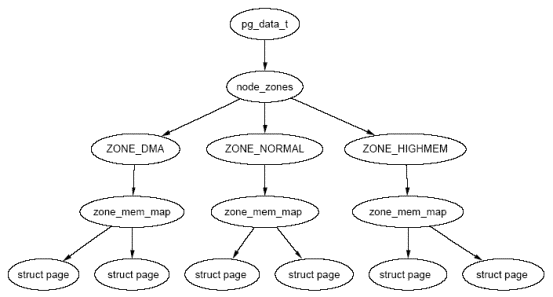 pg_data_t
node_zones
ZONE_DMA ZONE_NORMAL ZONE_HIGHMEM
zone_mem_map zone_mem_map zone_mem_map
struct page struct page struct page struct page struct page struct page